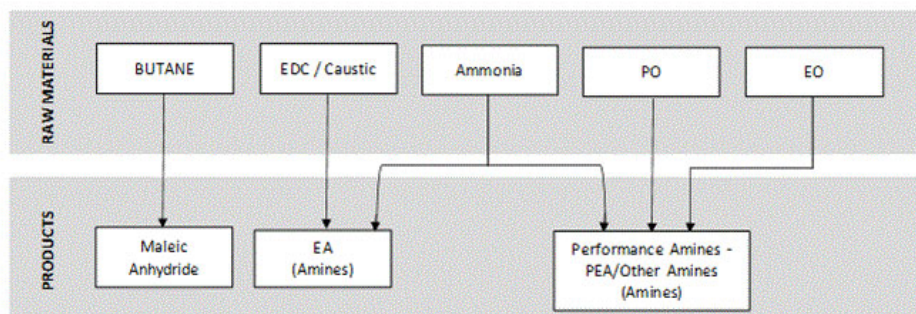 RAW MATERIALS
BUTANE
EDC / Caustic
Ammonia
PO
EO
PRODUCTS
Maleic
Anhydride
EA
(Amines)
Performance Amines -
PEA/Other Amines
(Amines)